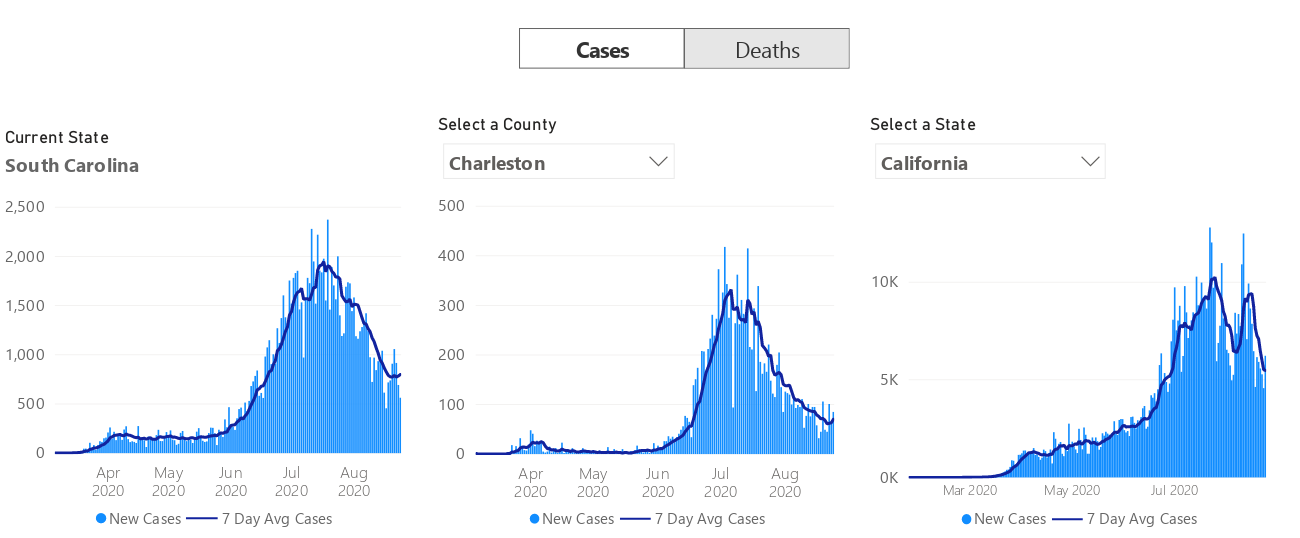 Cases Deaths
Current State
South Carolina
2,500
2,000
1,500
1,000
500
0
Apr 2020
May 2020
Jun 2020
Jul 2020
Aug 2020
New Cases 7 Day Avg Cases
Select a County
Charleston
500
400
300
200
100
0
Apr 2020
May 2020
Jun 2020
Jul 2020
Aug 2020
New Cases 7 Day Avg Cases
Select a State
California
10K
5K
0K
Mar 2020 May 2020 Jul 2020
New Cases 7 Day Avg Cases